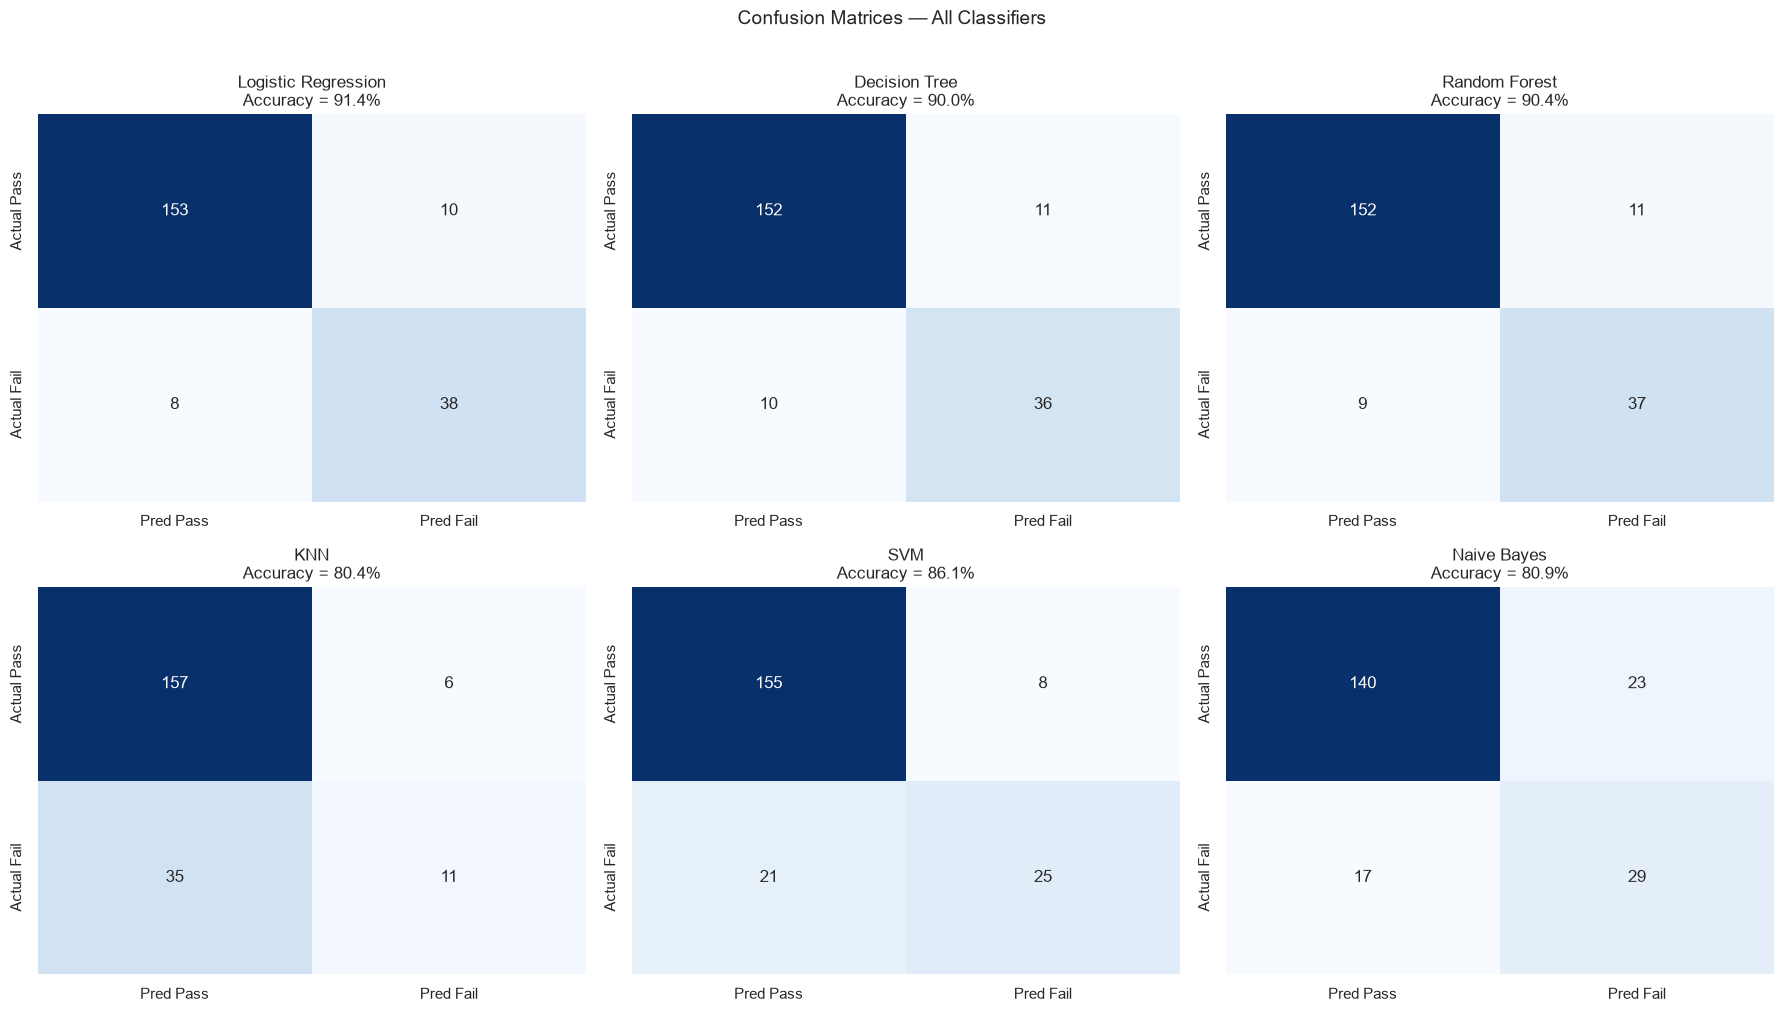 Confusion Matrices — All Classifiers
Logistic Regression
Accuracy = 91.4%
Actual Pass
153
10
Actual Fail
8
38
Pred Pass
Pred Fail
Decision Tree
Accuracy = 90.0%
Actual Pass
152
11
Actual Fail
10
36
Pred Pass
Pred Fail
Random Forest
Accuracy = 90.4%
Actual Pass
152
11
Actual Fail
9
37
Pred Pass
Pred Fail
KNN
Accuracy = 80.4%
Actual Pass
157
6
Actual Fail
35
11
Pred Pass
Pred Fail
SVM
Accuracy = 86.1%
Actual Pass
155
8
Actual Fail
21
25
Pred Pass
Pred Fail
Naive Bayes
Accuracy = 80.9%
Actual Pass
140
23
Actual Fail
17
29
Pred Pass
Pred Fail